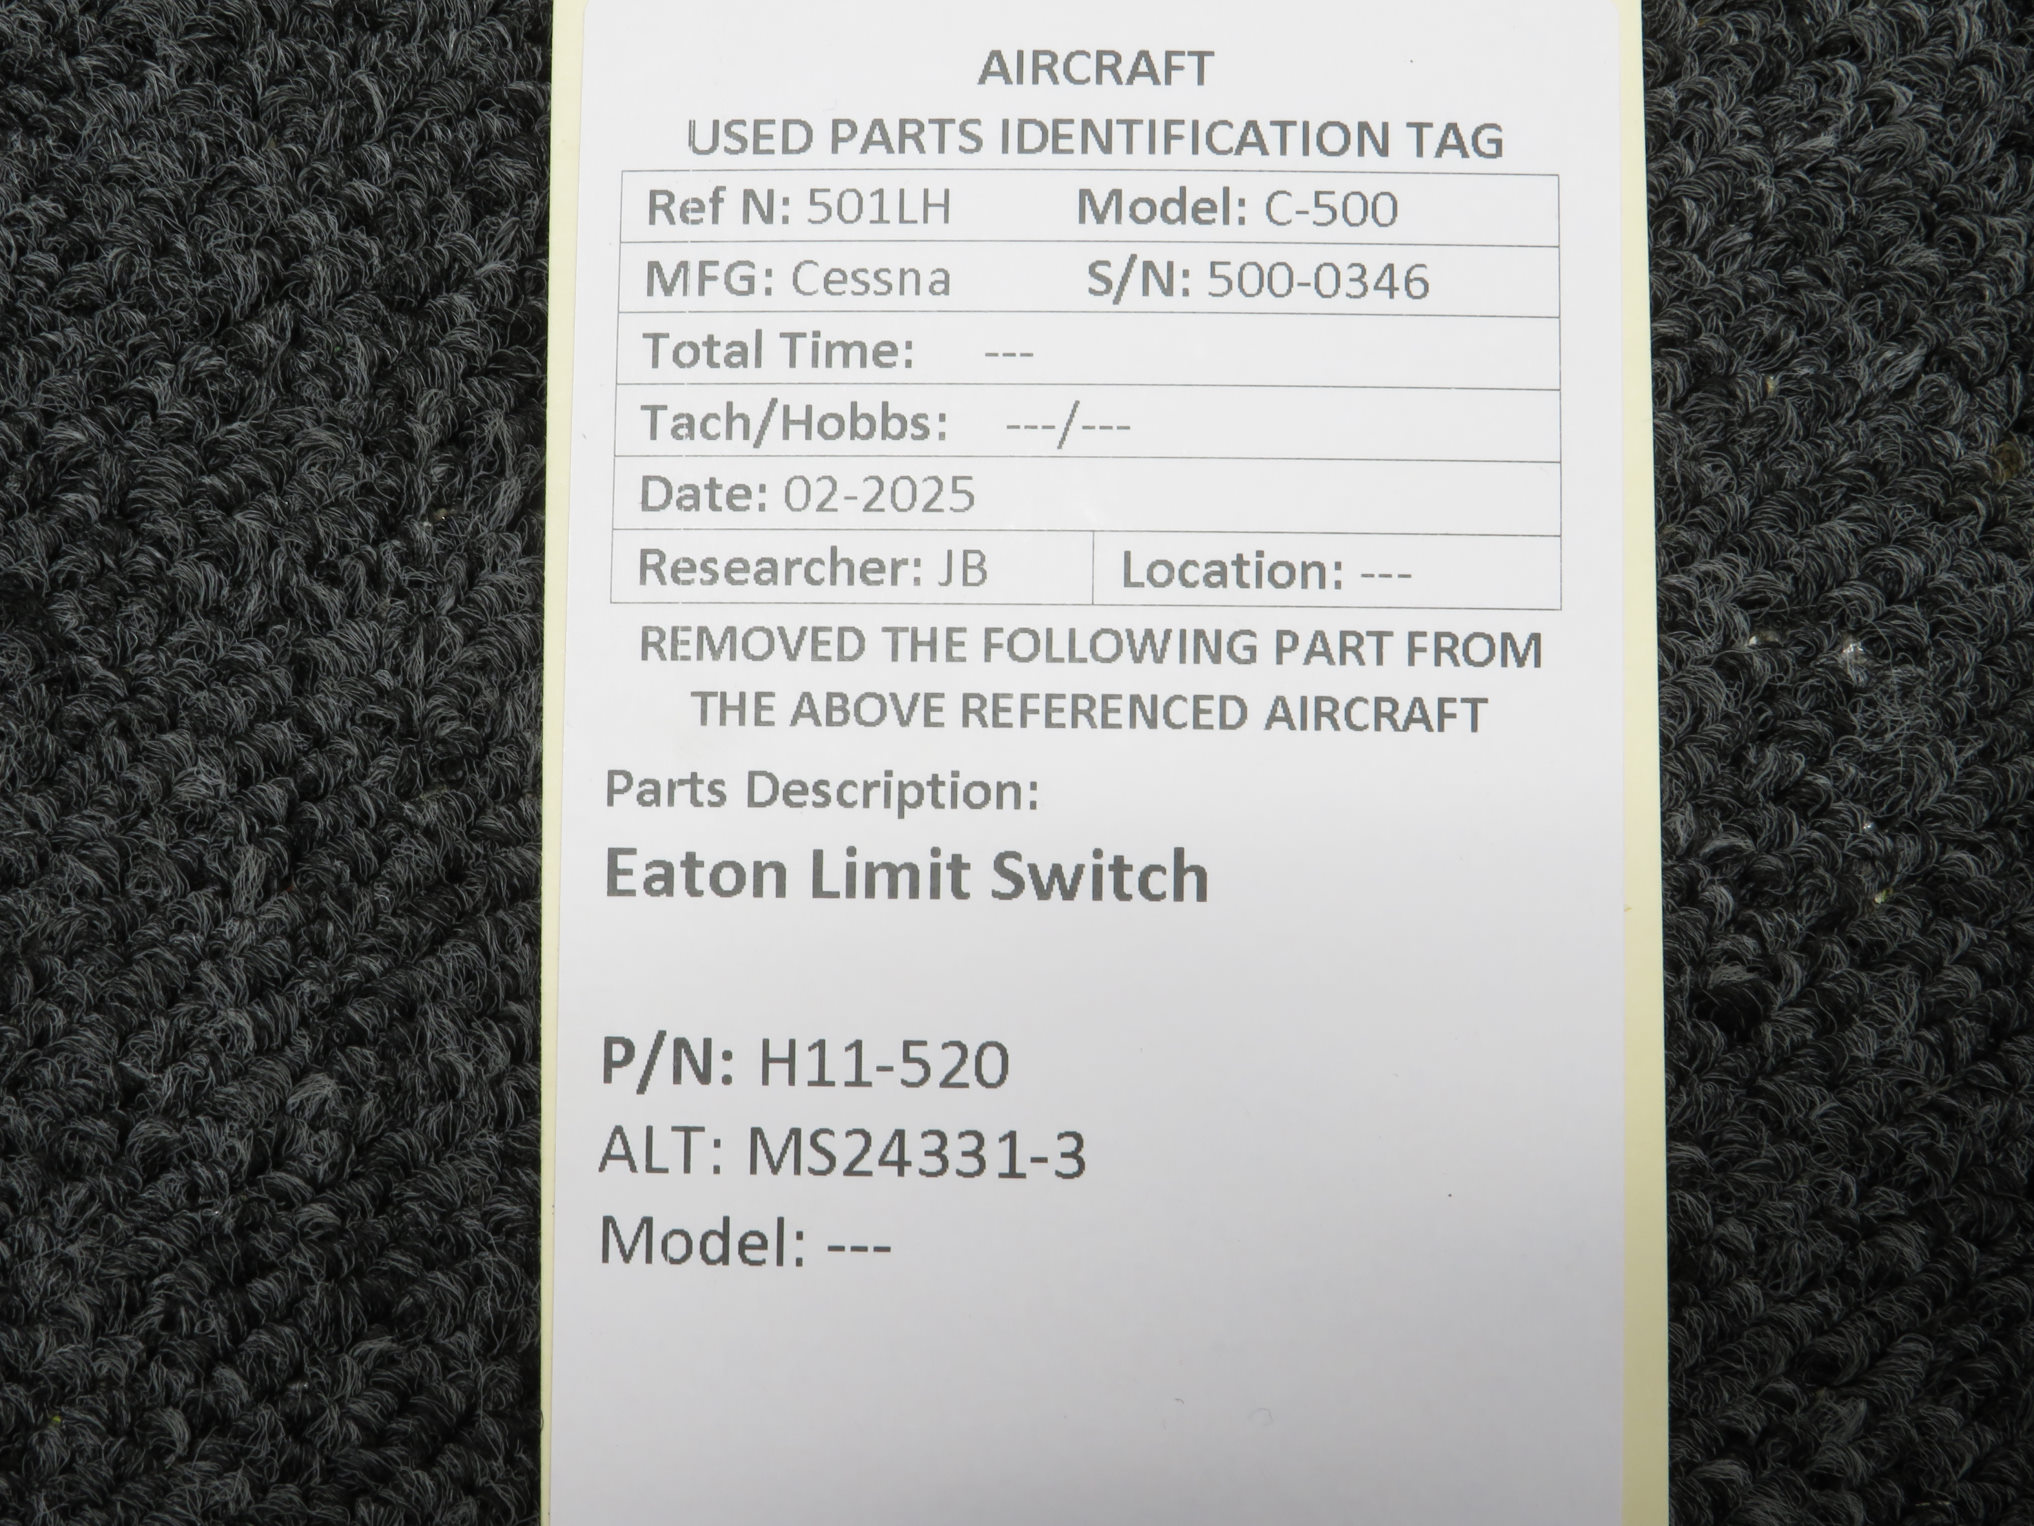 AIRCRAFT
USED PARTS IDENTIFICATION TAG
Ref N: 501LH Model: C-500
MFG: Cessna S/N: 500-0346
Total Time: ---
Tach/Hobbs: ---/---
Date: 02-2025
Researcher: JB Location: ---
REMOVED THE FOLLOWING PART FROM
THE ABOVE REFERENCED AIRCRAFT
Parts Description:
Eaton Limit Switch
P/N: H11-520
ALT: MS24331-3
Model: ---